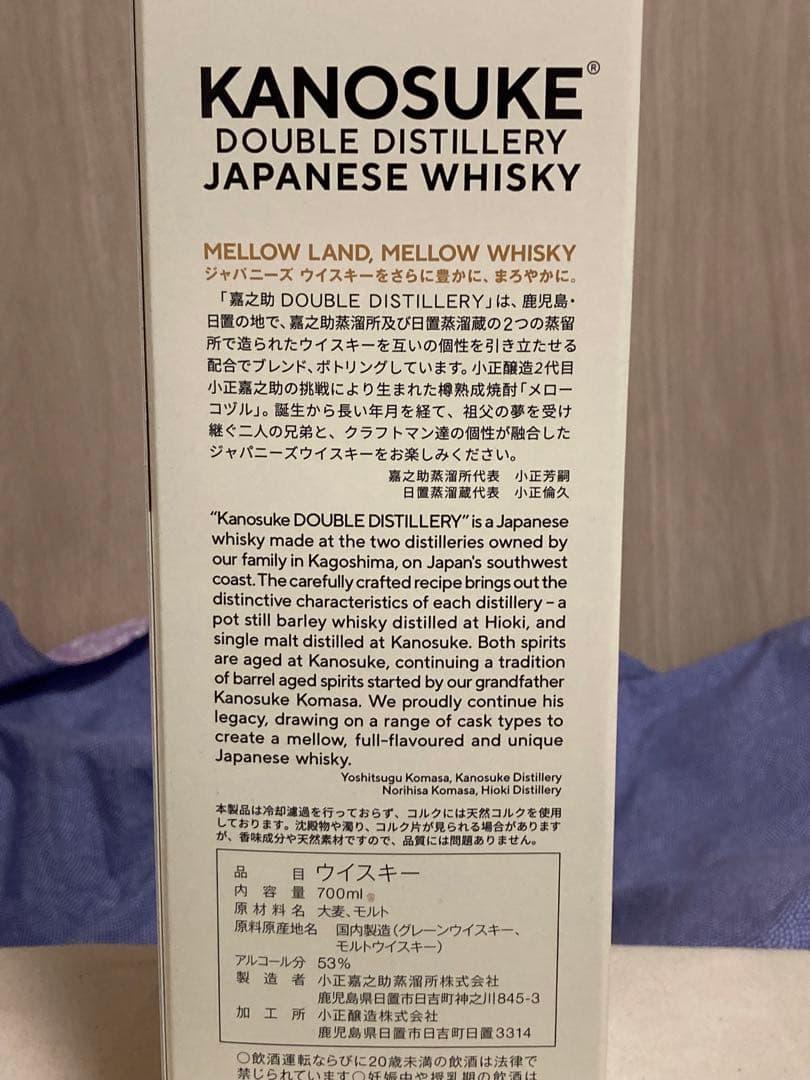 KANOSUKE®
DOUBLE DISTILLERY
JAPANESE WHISKY
MELLOW LAND, MELLOW WHISKY
ジャパニーズ ウイスキーをさらに豊かに、まろやかに。
「嘉之助 DOUBLE DISTILLERY」は、鹿児島・
日置の地で、嘉之助蒸溜所及び日置蒸溜蔵の2つの蒸留
所で造られたウイスキーを互いの個性を引き立たせる
配合でブレンド、ボトリングしています。小正醸造2代目
小正嘉之助の挑戦により生まれた樽熟成焼酎「メロー
コヅル」。誕生から長い年月を経て、祖父の夢を受け
継ぐ二人の兄弟と、クラフトマン達の個性が融合した
ジャパニーズウイスキーをお楽しみください。
嘉之助蒸溜所代表 小正芳嗣
日置蒸溜蔵代表 小正倫久
“Kanosuke DOUBLE DISTILLERY” is a Japanese
whisky made at the two distilleries owned by
our family in Kagoshima, on Japan's southwest
coast. The carefully crafted recipe brings out the
distinctive characteristics of each distillery – a
pot still barley whisky distilled at Hioki, and
single malt distilled at Kanosuke. Both spirits
are aged at Kanosuke, continuing a tradition
of barrel aged spirits started by our grandfather
Kanosuke Komasa. We proudly continue his
legacy, drawing on a range of cask types to
create a mellow, full-flavoured and unique
Japanese whisky.
Yoshitsugu Komasa, Kanosuke Distillery
Norihisa Komasa, Hioki Distillery
本製品は冷却濾過を行っておらず、コルクには天然コルクを使用
しております。沈殿物や濁り、コルク片が見られる場合があります
が、香味成分や天然素材ですので、品質には問題ありません。
品目 ウイスキー
内容量 700ml
原材料名 大麦、モルト
原料原産地名 国内製造(グレーンウイスキー、
モルトウイスキー)
アルコール分 53%
製造者 小正嘉之助蒸溜所株式会社
鹿児島県日置市日吉町神之川845-3
加工所 小正醸造株式会社
鹿児島県日置市日吉町日置3314
○飲酒運転ならびに20歳未満の飲酒は法律で
禁じられています○妊娠中や授乳期の飲酒は